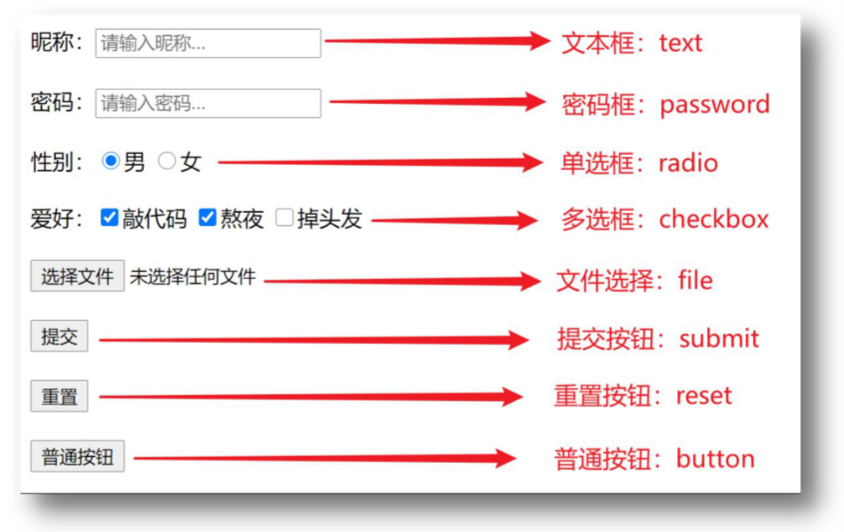 昵称：请输入昵称... 文本框：text
密码：请输入密码... 密码框：password
性别：男 女 单选框：radio
爱好：敲代码 熬夜 掉头发 多选框：checkbox
选择文件 未选择任何文件 文件选择：file
提交 提交按钮：submit
重置 重置按钮：reset
普通按钮 普通按钮：button